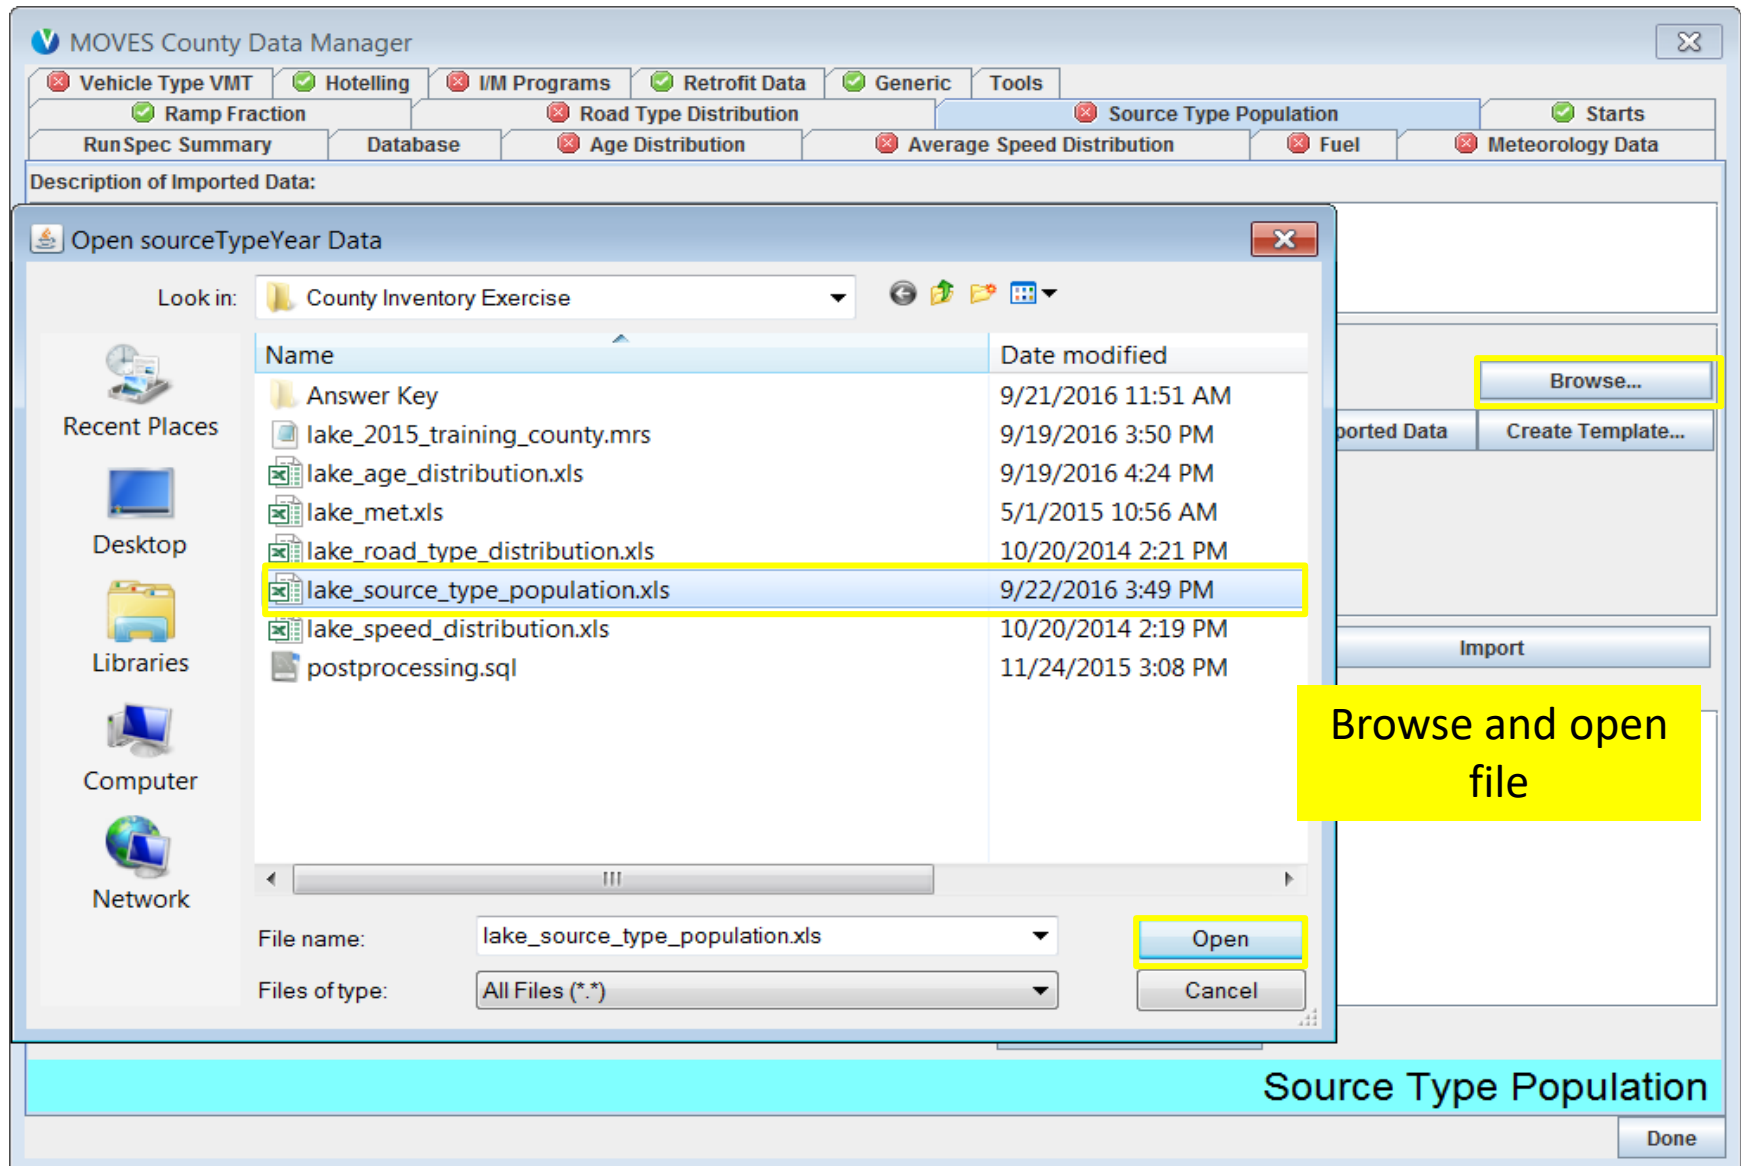 MOVES County Data Manager
Vehicle Type VMT Hotelling I/M Programs Retrofit Data Generic Tools
Ramp Fraction Road Type Distribution Source Type Population Starts
RunSpec Summary Database Age Distribution Average Speed Distribution Fuel Meteorology Data
Description of Imported Data:
Open sourceTypeYear Data
Look in: County Inventory Exercise
Name Date modified
Browse...
Answer Key 9/21/2016 11:51 AM
Recent Places
lake_2015_training_county.mrs 9/19/2016 3:50 PM
ported Data Create Template...
lake_age_distribution.xls 9/19/2016 4:24 PM
lake_met.xls 5/1/2015 10:56 AM
Desktop
lake_road_type_distribution.xls 10/20/2014 2:21 PM
lake_source_type_population.xls 9/22/2016 3:49 PM
lake_speed_distribution.xls 10/20/2014 2:19 PM
Import
Libraries
postprocessing.sql 11/24/2015 3:08 PM
Browse and open
file
Computer
Network
File name: lake_source_type_population.xls Open
Files of type: All Files (*.*) Cancel
Source Type Population
Done